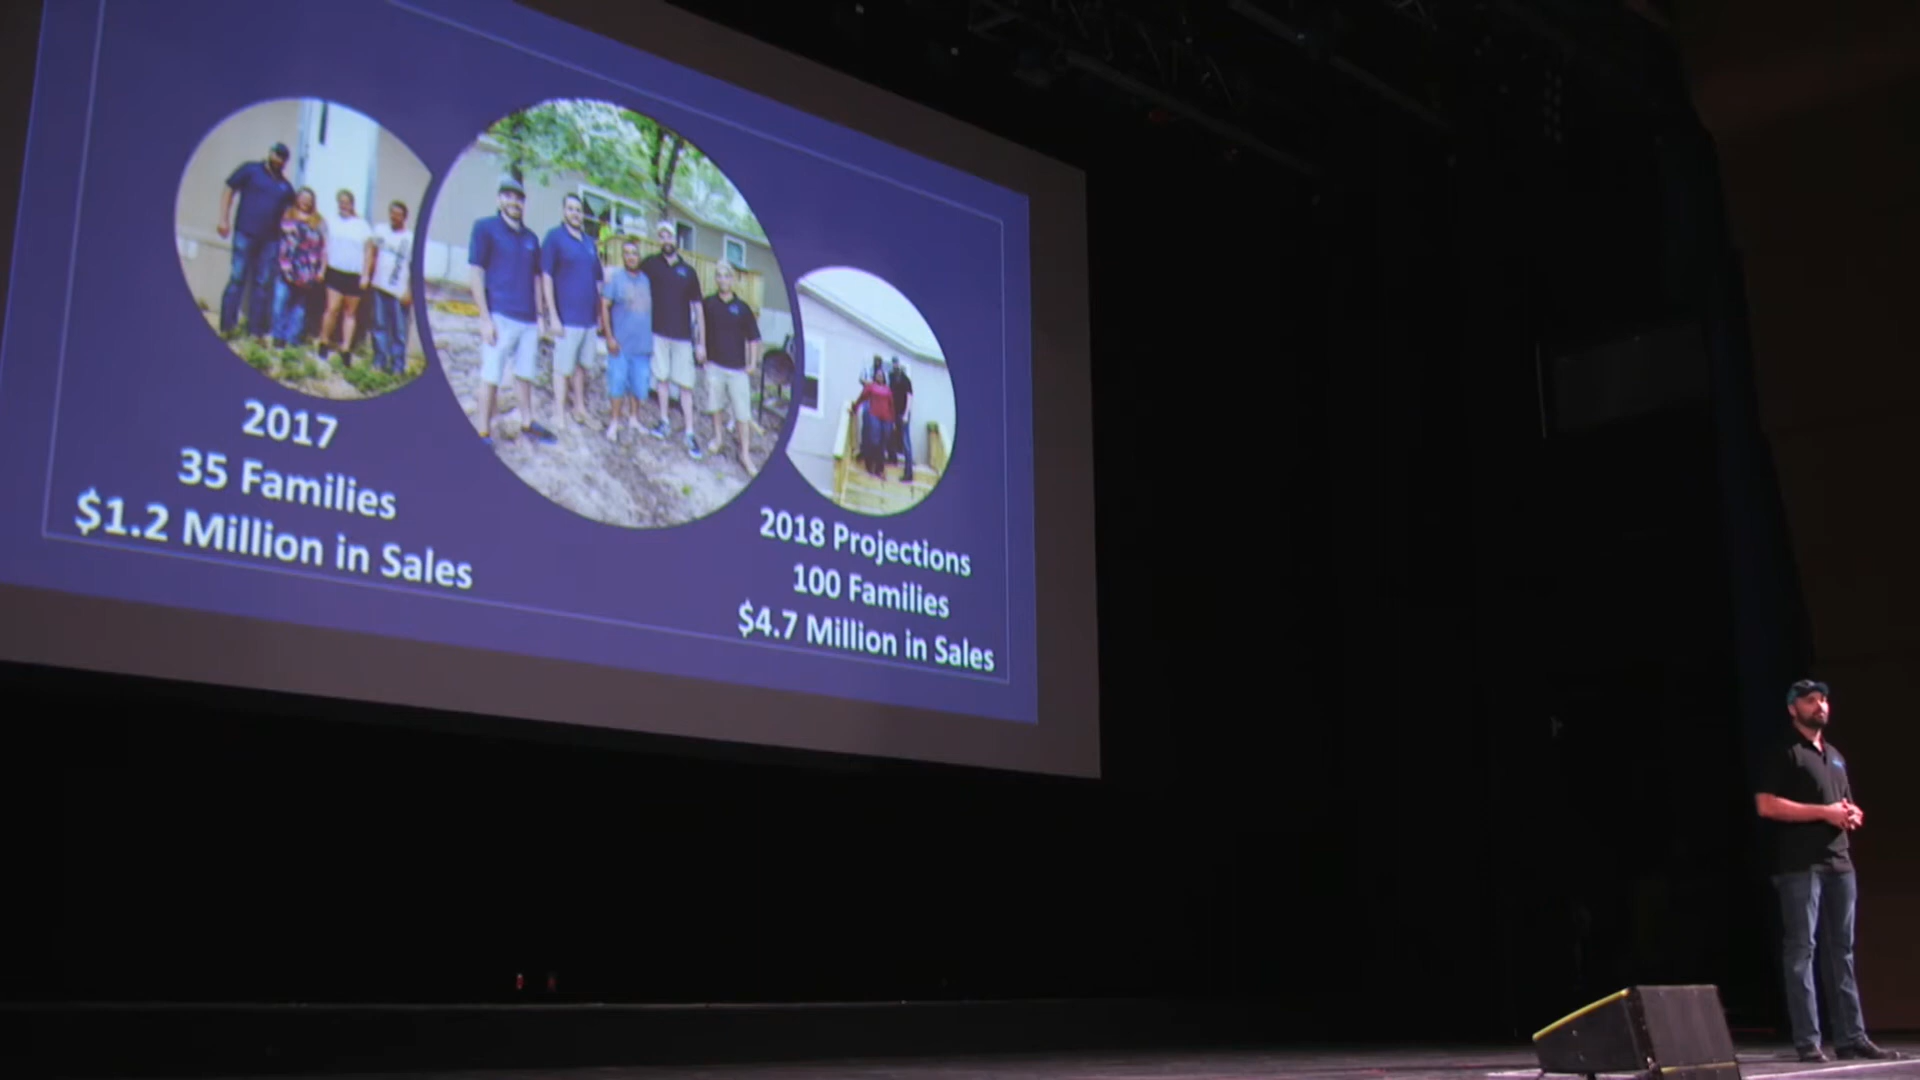 2017
35 Families
$1.2 Million in Sales
2018 Projections
100 Families
$4.7 Million in Sales